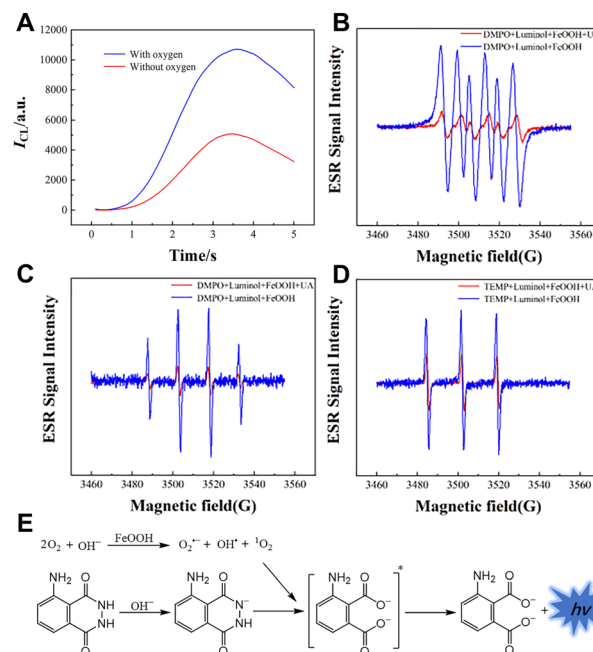 A
With oxygen
Without oxygen
I_CL/a.u.
12000
10000
8000
6000
4000
2000
0
0 1 2 3 4 5
Time/s
B
DMPO+Luminol+FeOOH+U
DMPO+Luminol+FeOOH
ESR Signal Intensity
3460 3480 3500 3520 3540 3560
Magnetic field(G)
C
DMPO+Luminol+FeOOH+UA
DMPO+Luminol+FeOOH
ESR Signal Intensity
3460 3480 3500 3520 3540 3560
Magnetic field(G)
D
TEMP+Luminol+FeOOH+UA
TEMP+Luminol+FeOOH
ESR Signal Intensity
3460 3480 3500 3520 3540 3560
Magnetic field(G)
E
2O₂ + OH⁻ FeOOH O₂•⁻ + OH• + ¹O₂
NH₂ O NH NH O
OH⁻
NH₂ O N⁻ NH O
NH₂ O O⁻ O⁻ O *
NH₂ O O⁻ O⁻ O
+ hv